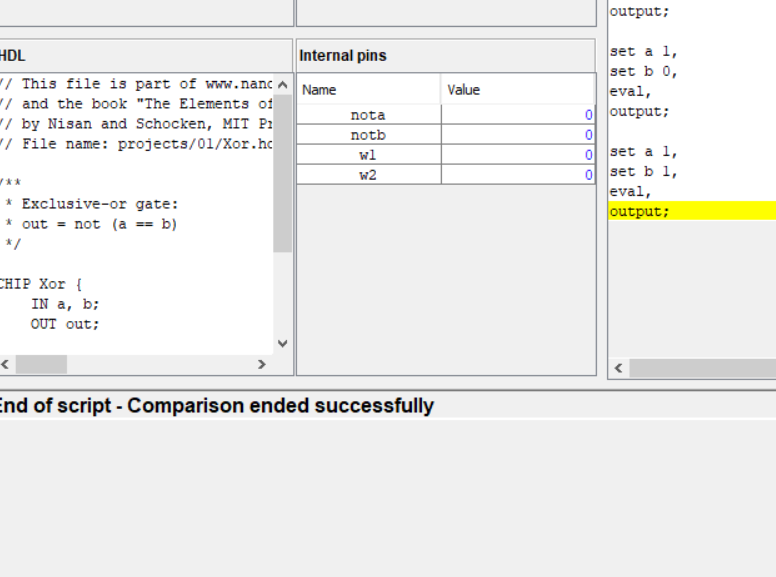 HDL
// This file is part of www.nand
// and the book "The Elements of
// by Nisan and Schocken, MIT Pr
// File name: projects/01/Xor.hd
/**
* Exclusive-or gate:
* out = not (a == b)
*/
CHIP Xor {
IN a, b;
OUT out;
Internal pins
Name Value
nota 0
notb 0
w1 0
w2 0
output;
set a 1,
set b 0,
eval,
output;
set a 1,
set b 1,
eval,
output;
End of script - Comparison ended successfully